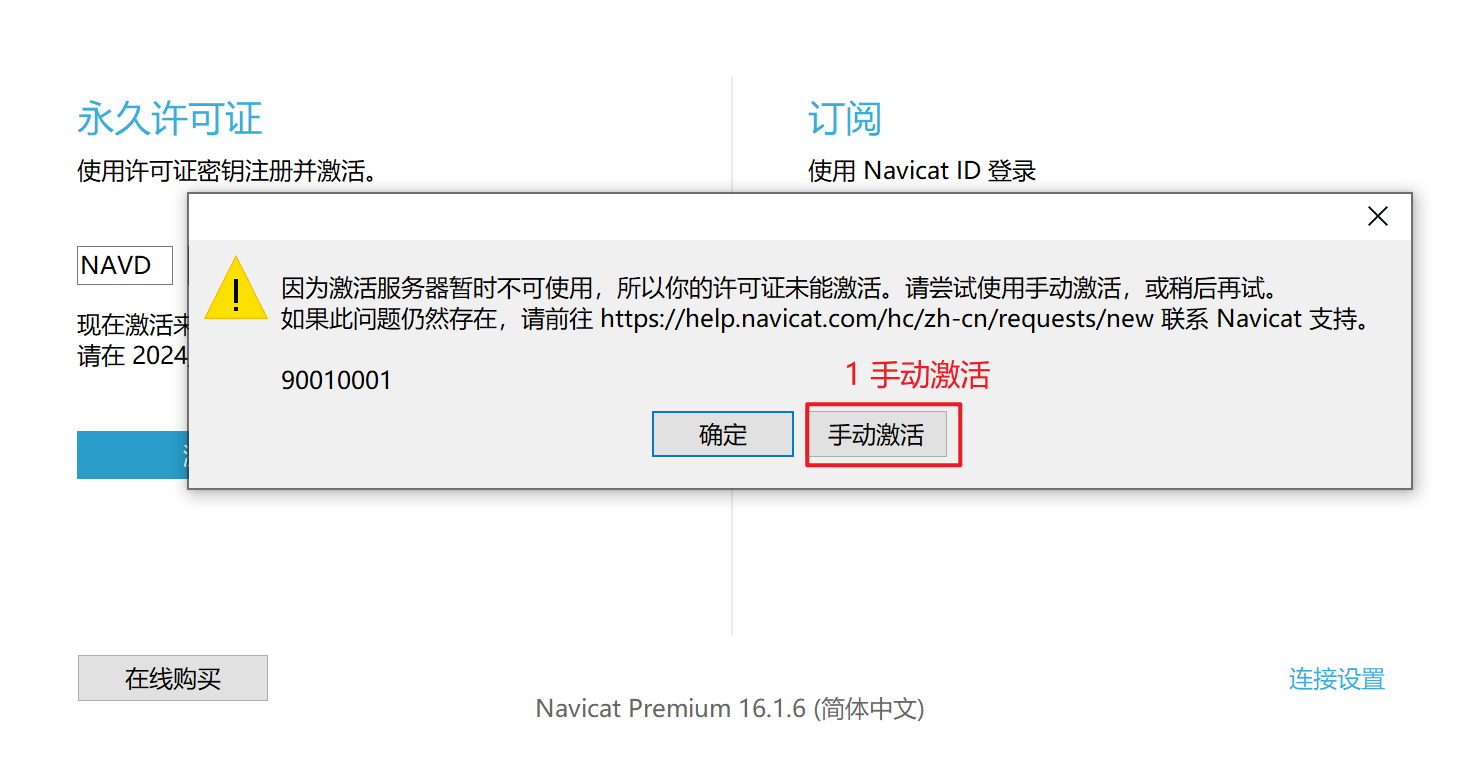 永久许可证
使用许可证密钥注册并激活。
订阅
使用 Navicat ID 登录
NAVD
现在激活来
请在 2024
因为激活服务器暂时不可使用，所以你的许可证未能激活。请尝试使用手动激活，或稍后再试。
如果此问题仍然存在，请前往 https://help.navicat.com/hc/zh-cn/requests/new 联系 Navicat 支持。
90010001
1 手动激活
确定
手动激活
在线购买
连接设置
Navicat Premium 16.1.6 (简体中文)